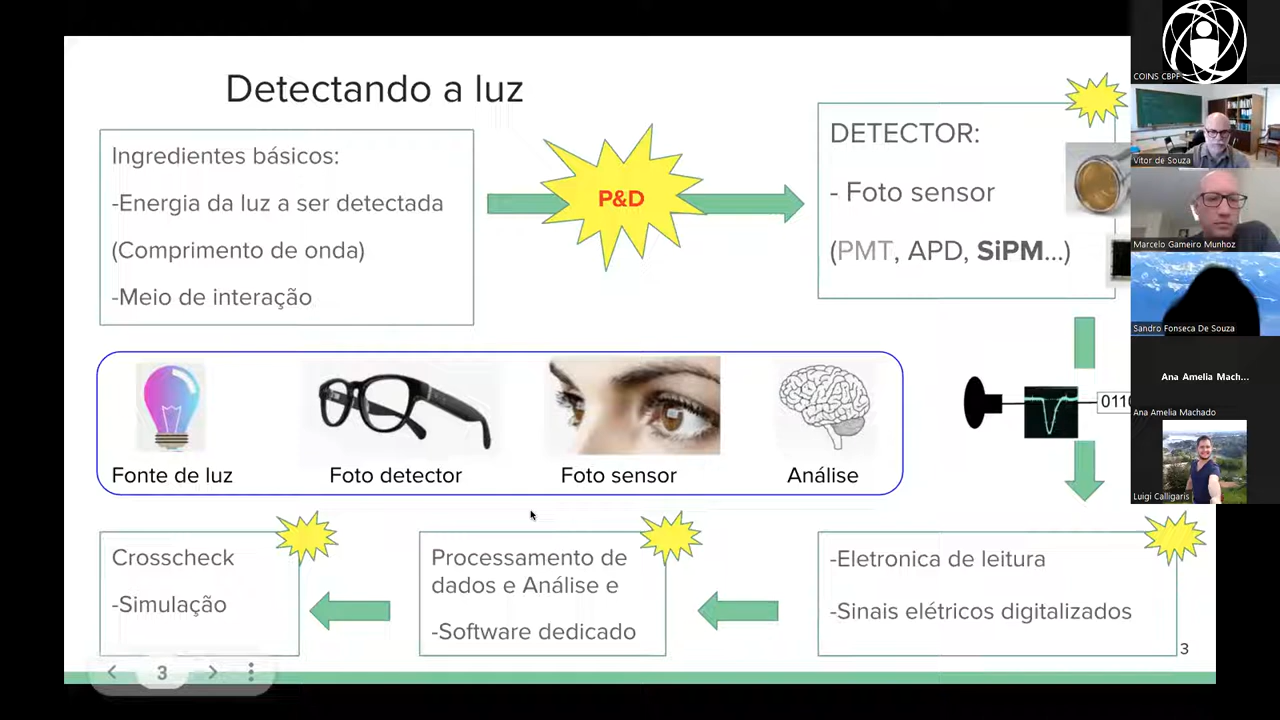 Detectando a luz
Ingredientes básicos:
-Energia da luz a ser detectada
(Comprimento de onda)
-Meio de interação
P&D
DETECTOR:
- Foto sensor
(PMT, APD, SiPM...)
Fonte de luz
Foto detector
Foto sensor
Análise
0110
Crosscheck
-Simulação
Processamento de
dados e Análise e
-Software dedicado
-Eletronica de leitura
-Sinais elétricos digitalizados
3
3
COINS CBPF
Vitor de Souza
Marcelo Gameiro Munhoz
Sandro Fonseca De Souza
Ana Amelia Mach...
Ana Amelia Machado
Luigi Calligaris